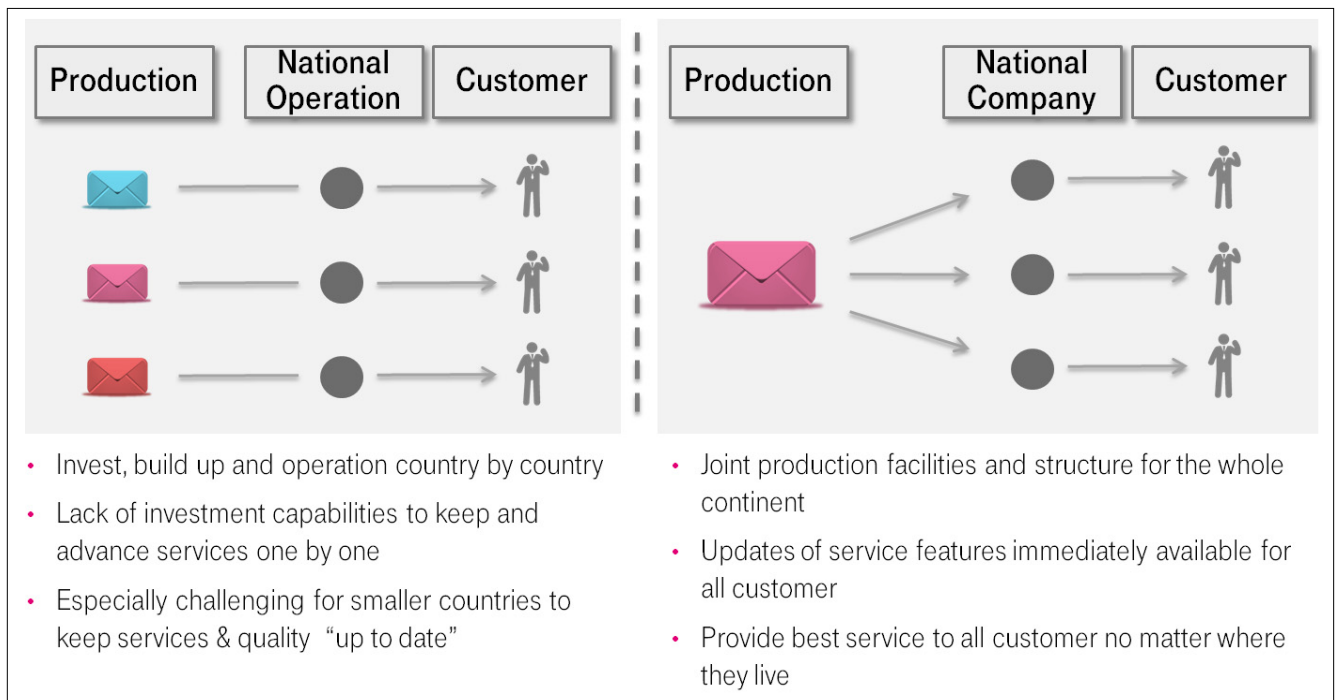 Production
National
Operation
Customer
• Invest, build up and operation country by country
• Lack of investment capabilities to keep and
advance services one by one
• Especially challenging for smaller countries to
keep services & quality “up to date”
Production
National
Company
Customer
• Joint production facilities and structure for the whole
continent
• Updates of service features immediately available for
all customer
• Provide best service to all customer no matter where
they live